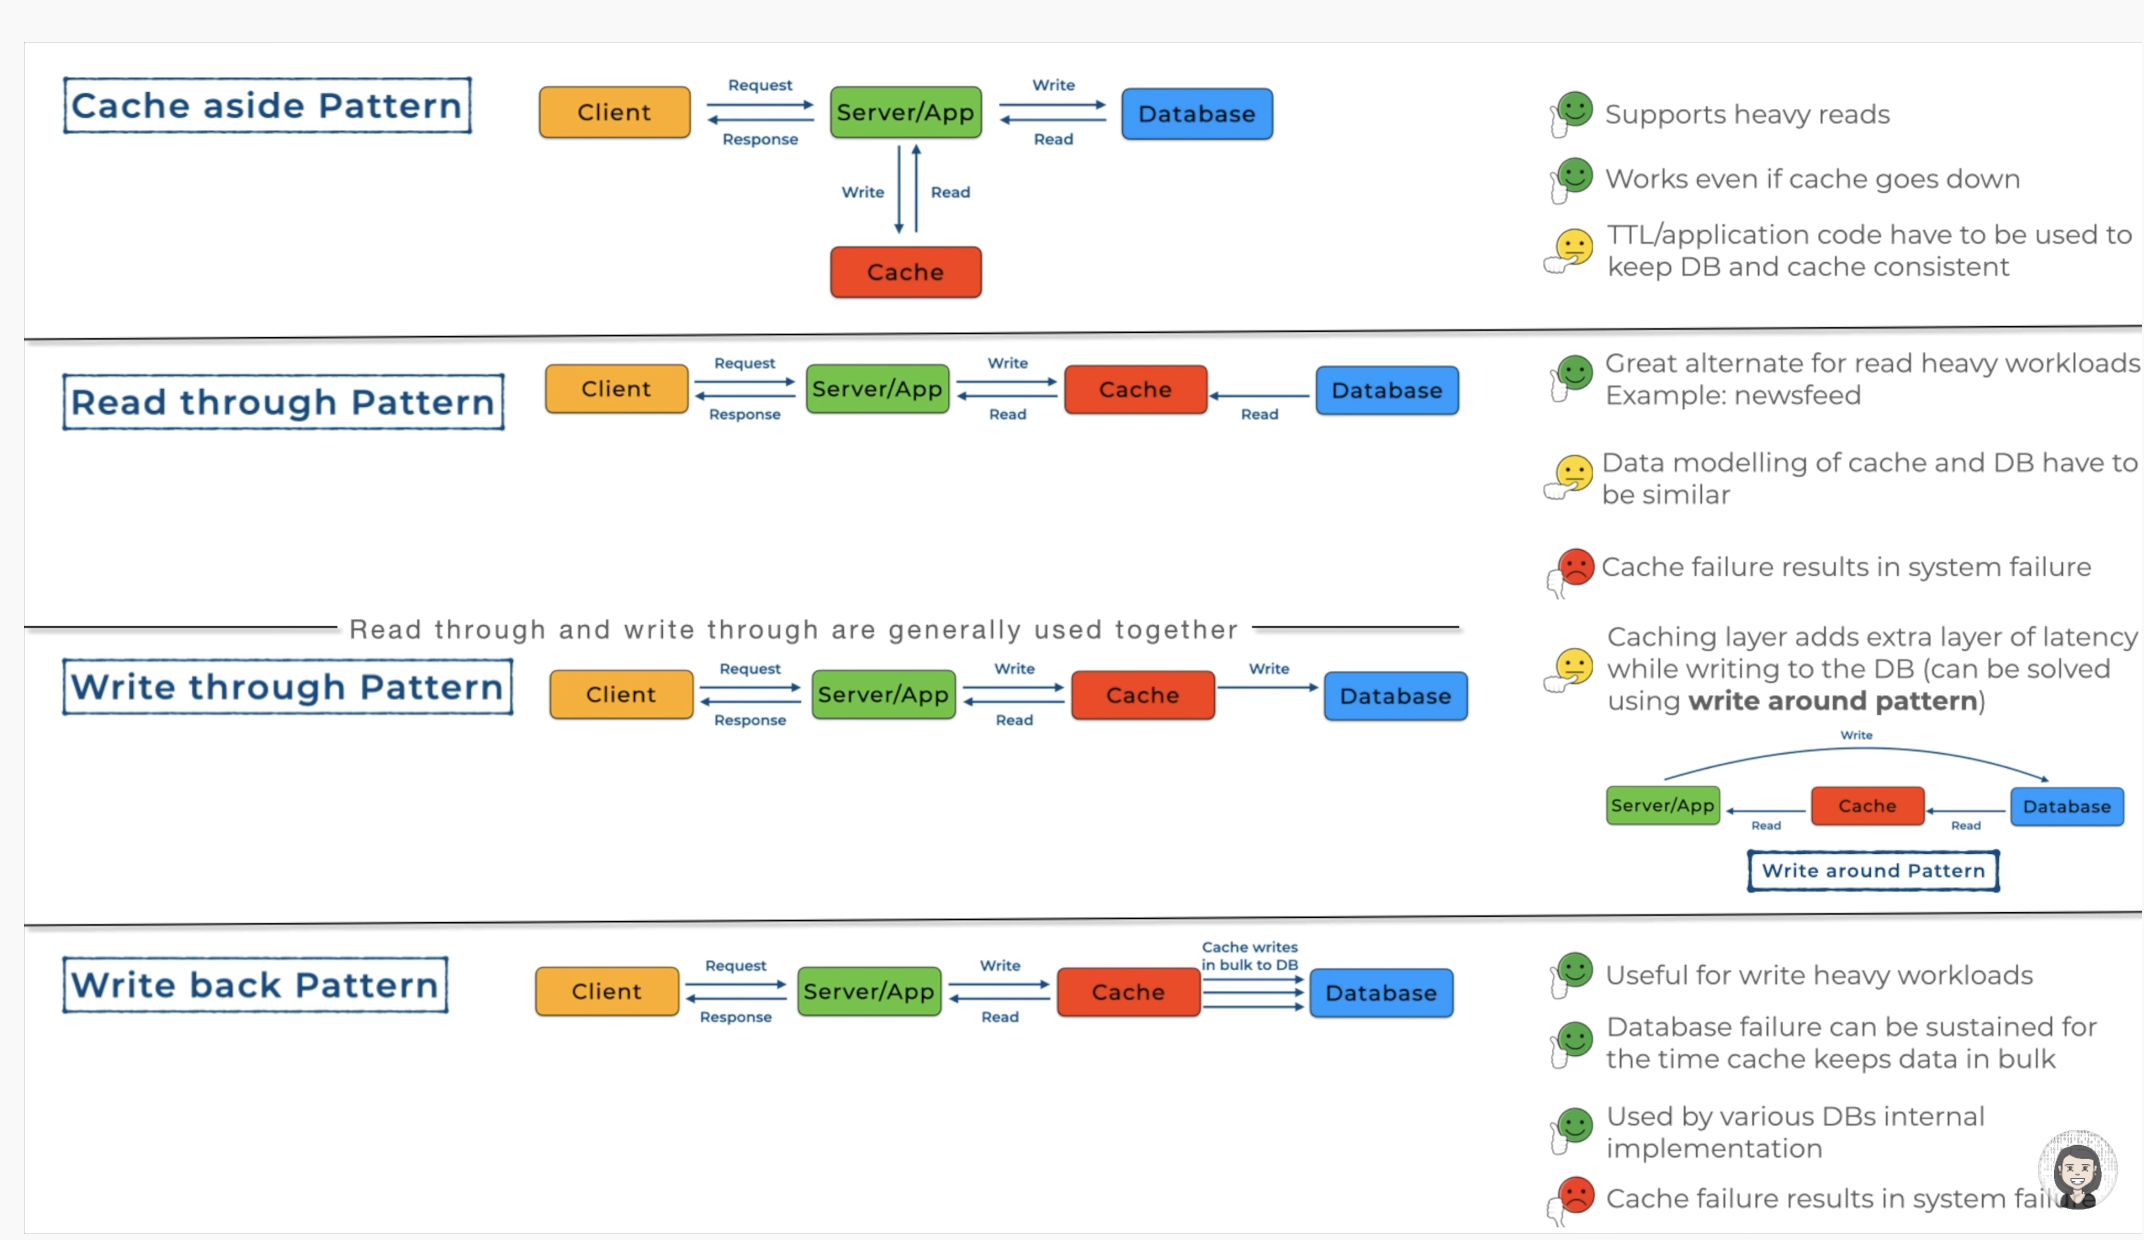 Cache aside Pattern
Client
Request
Response
Server/App
Write
Read
Database
Write
Read
Cache
Supports heavy reads
Works even if cache goes down
TTL/application code have to be used to
keep DB and cache consistent
Read through Pattern
Client
Request
Response
Server/App
Write
Read
Cache
Read
Database
Great alternate for read heavy workloads
Example: newsfeed
Data modelling of cache and DB have to
be similar
Cache failure results in system failure
Read through and write through are generally used together
Write through Pattern
Client
Request
Response
Server/App
Write
Read
Cache
Write
Database
Caching layer adds extra layer of latency
while writing to the DB (can be solved
using write around pattern)
Write
Server/App
Read
Cache
Read
Database
Write around Pattern
Write back Pattern
Client
Request
Response
Server/App
Write
Read
Cache
Cache writes
in bulk to DB
Database
Useful for write heavy workloads
Database failure can be sustained for
the time cache keeps data in bulk
Used by various DBs internal
implementation
Cache failure results in system failure